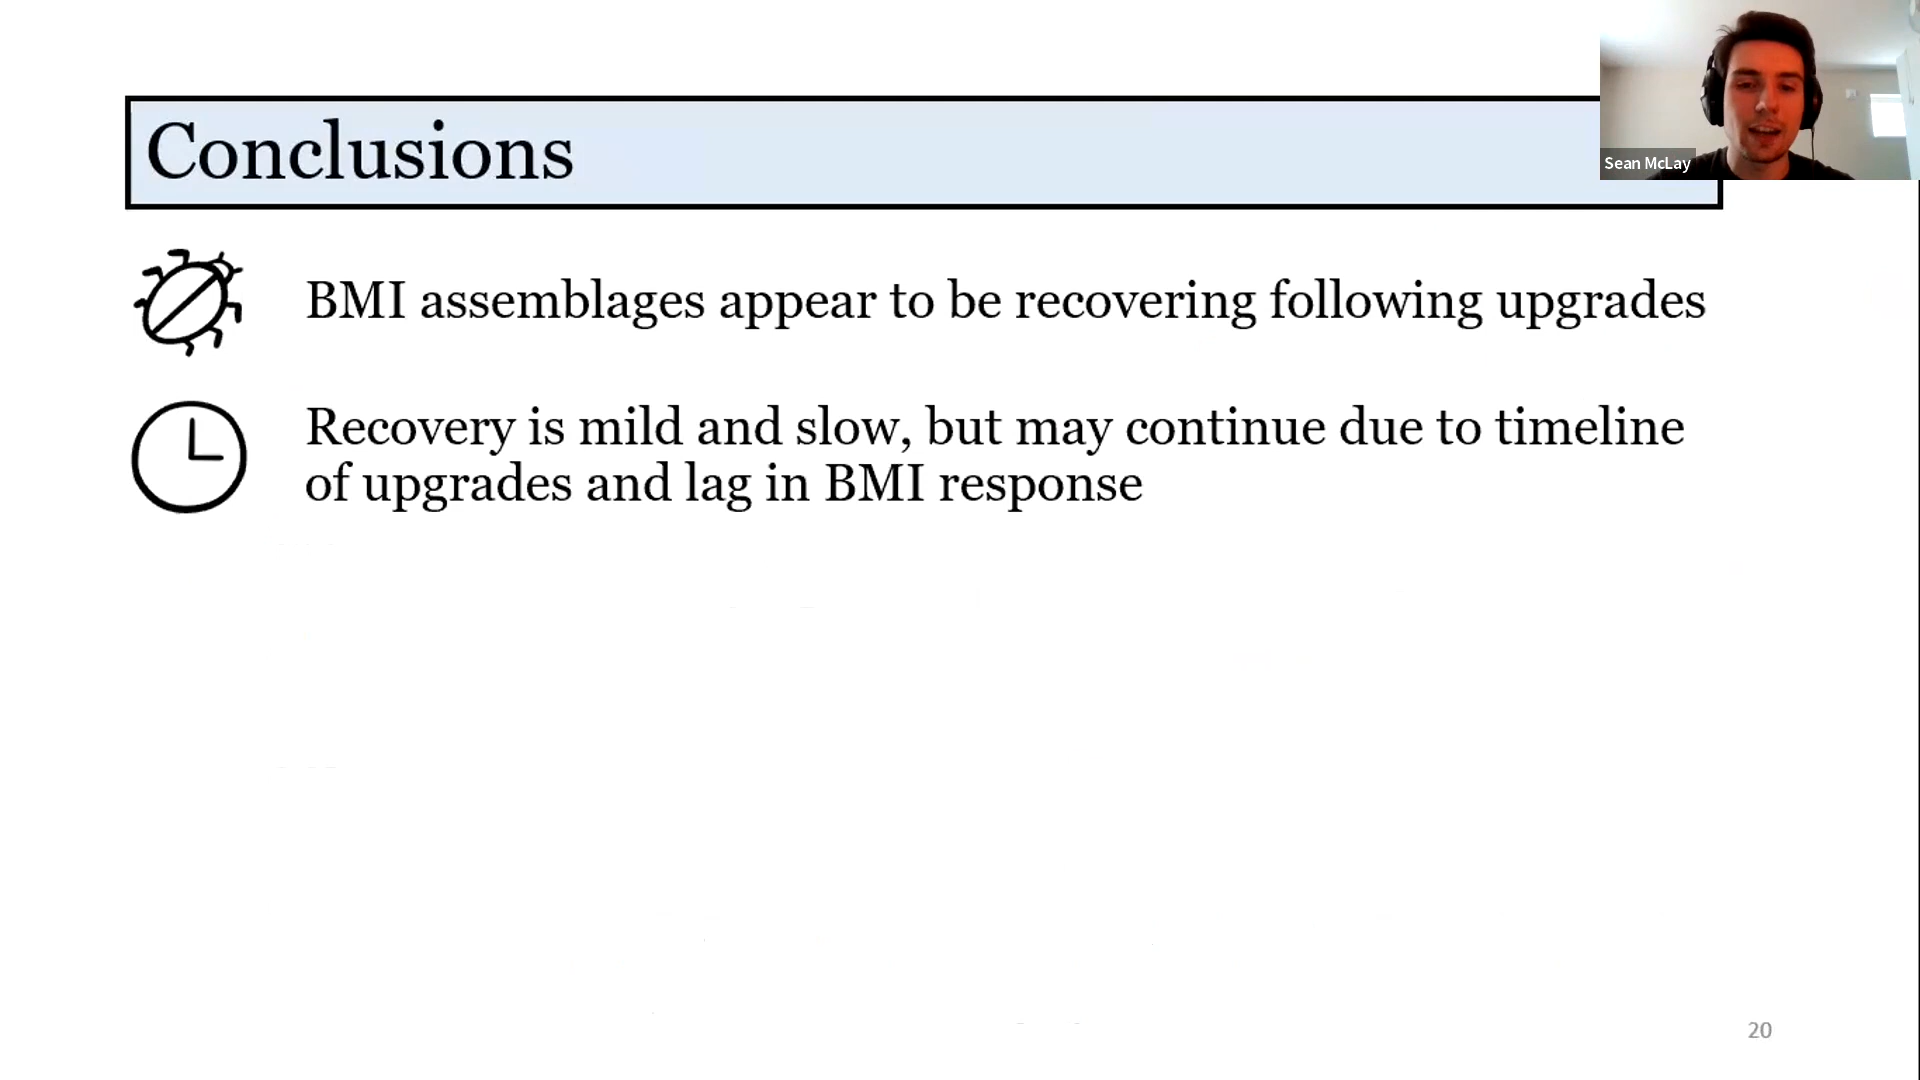 Conclusions
Sean McLay
BMI assemblages appear to be recovering following upgrades
Recovery is mild and slow, but may continue due to timeline
of upgrades and lag in BMI response
20